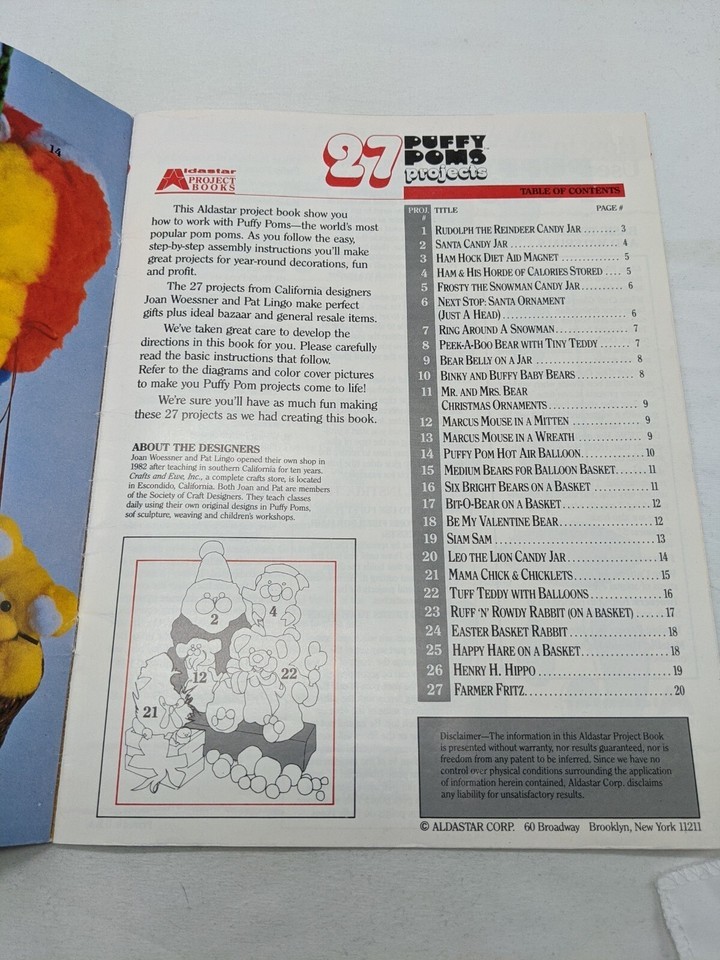 14
Aldastar
PROJECT
BOOKS
27 PUFFY
POMS
projects
TABLE OF CONTENTS
This Aldastar project book show you
how to work with Puffy Poms—the world's most
popular pom poms. As you follow the easy,
step-by-step assembly instructions you'll make
great projects for year-round decorations, fun
and profit.
The 27 projects from California designers
Joan Woessner and Pat Lingo make perfect
gifts plus ideal bazaar and general resale items.
We've taken great care to develop the
directions in this book for you. Please carefully
read the basic instructions that follow.
Refer to the diagrams and color cover pictures
to make you Puffy Pom projects come to life!
We're sure you'll have as much fun making
these 27 projects as we had creating this book.
ABOUT THE DESIGNERS
Joan Woessner and Pat Lingo opened their own shop in
1982 after teaching in southern California for ten years.
Crafts and Ewe, Inc., a complete crafts store, is located
in Escondido, California. Both Joan and Pat are members
of the Society of Craft Designers. They teach classes
daily using their own original designs in Puffy Poms,
sof sculpture, weaving and children's workshops.
2
4
12
22
21
PROJ. # TITLE PAGE #
1 RUDOLPH THE REINDEER CANDY JAR ........ 3
2 SANTA CANDY JAR ........................ 4
3 HAM HOCK DIET AID MAGNET ............. 5
4 HAM & HIS HORDE OF CALORIES STORED .... 5
5 FROSTY THE SNOWMAN CANDY JAR .......... 6
6 NEXT STOP: SANTA ORNAMENT
(JUST A HEAD) ......................... 6
7 RING AROUND A SNOWMAN ................. 7
8 PEEK-A-BOO BEAR WITH TINY TEDDY ....... 7
9 BEAR BELLY ON A JAR ................... 8
10 BINKY AND BUFFY BABY BEARS ............. 8
11 MR. AND MRS. BEAR
CHRISTMAS ORNAMENTS ................... 9
12 MARCUS MOUSE IN A MITTEN .............. 9
13 MARCUS MOUSE IN A WREATH .............. 9
14 PUFFY POM HOT AIR BALLOON ............. 10
15 MEDIUM BEARS FOR BALLOON BASKET ....... 11
16 SIX BRIGHT BEARS ON A BASKET ........... 11
17 BIT-O-BEAR ON A BASKET ................ 12
18 BE MY VALENTINE BEAR .................. 12
19 SIAM SAM .............................. 13
20 LEO THE LION CANDY JAR ................ 14
21 MAMA CHICK & CHICKLETS ................ 15
22 TUFF TEDDY WITH BALLOONS .............. 16
23 RUFF 'N' ROWDY RABBIT (ON A BASKET) ...... 17
24 EASTER BASKET RABBIT .................. 18
25 HAPPY HARE ON A BASKET ................ 18
26 HENRY H. HIPPO ........................ 19
27 FARMER FRITZ .......................... 20
Disclaimer—The information in this Aldastar Project Book
is presented without warranty, nor results guaranteed, nor is
freedom from any patent to be inferred. Since we have no
control over physical conditions surrounding the application
of information herein contained, Aldastar Corp. disclaims
any liability for unsatisfactory results.
© ALDASTAR CORP. 60 Broadway Brooklyn, New York 11211